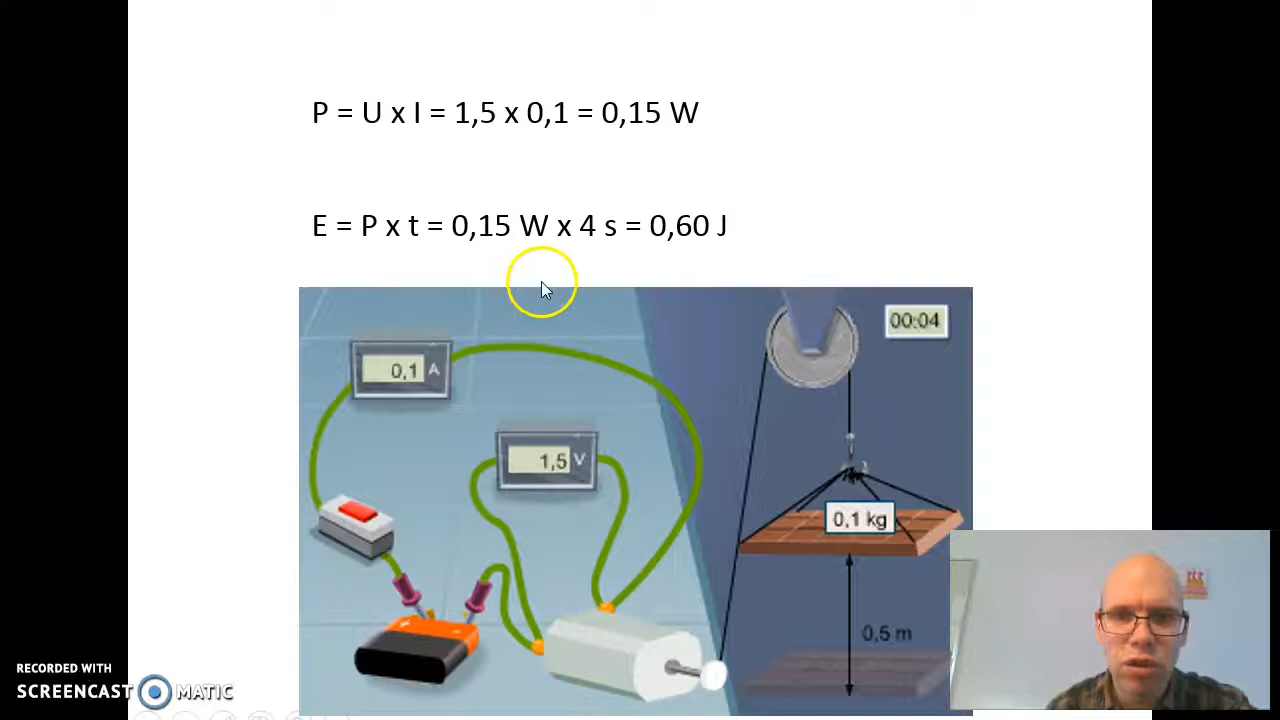 P = U x I = 1,5 x 0,1 = 0,15 W
E = P x t = 0,15 W x 4 s = 0,60 J
00:04
0,1 A
1,5 V
0,1 kg
0,5 m
RECORDED WITH
SCREENCAST MATIC